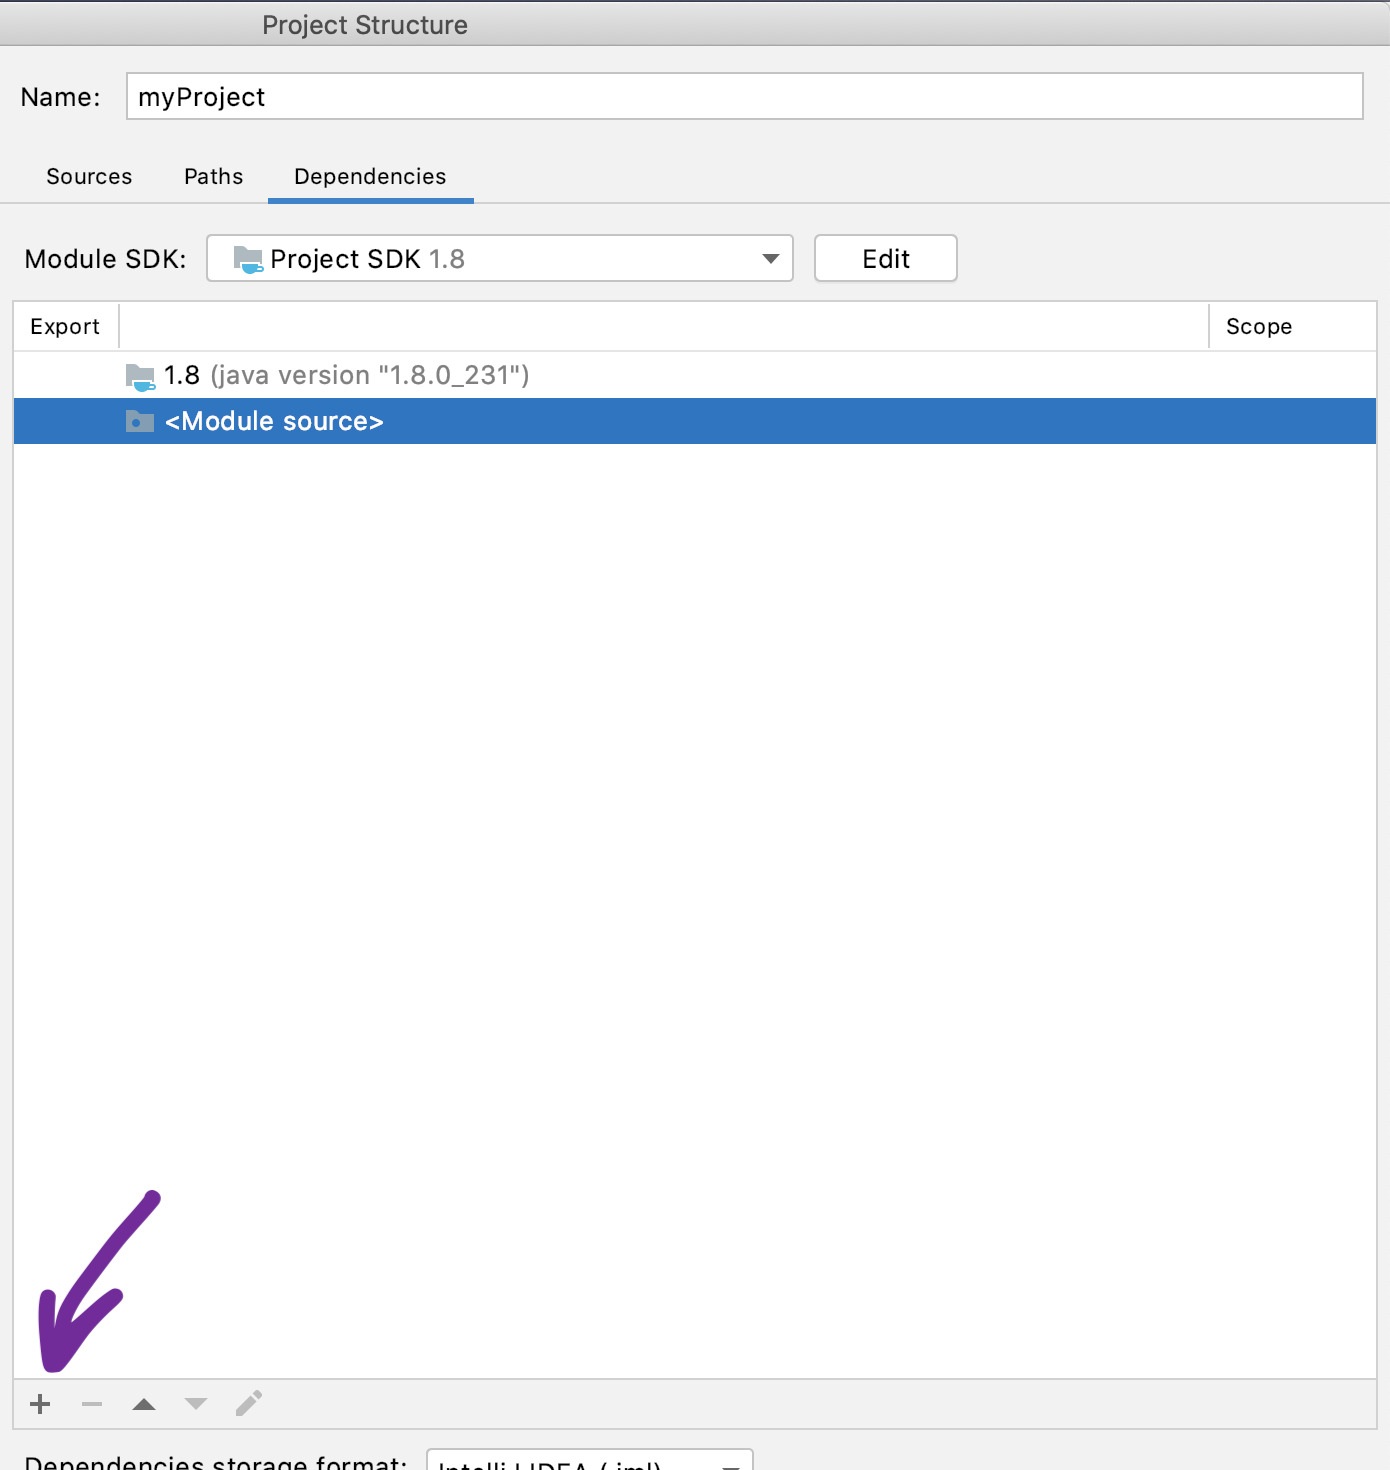 Project Structure
Name: myProject
Sources Paths Dependencies
Module SDK: Project SDK 1.8 Edit
Export Scope
1.8 (java version "1.8.0_231")
<Module source>
Dependencies storage format: IntelliJ IDEA (.iml)